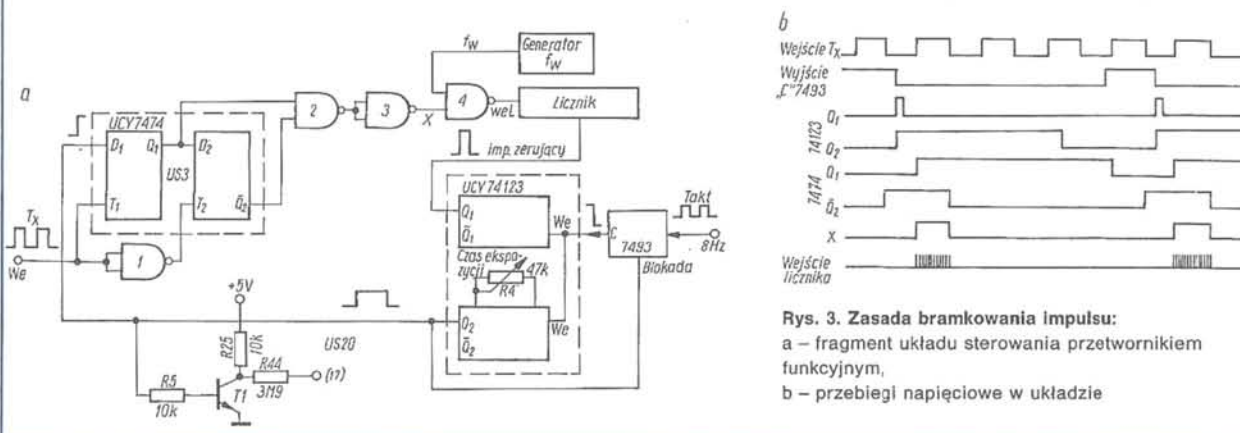 a
fw
Generator
fw
2
3
4
X
weL
Licznik
imp. zerujący
UCY7474
D₁ Q₁
D₂
US3
T₁
T₂
Q̄₂
Tx
We
1
UCY74123
Q₁
Q̄₁
We
Czas ekspo-
zycji
47k
R4
Q₂
Q̄₂
We
C
7493
Takt
8Hz
Blokada
+5V
R25
10k
US20
R44
3M9
(17)
R5
10k
T1
b
Wejście Tx
Wyjście
„C"7493
74123
Q₁
Q₂
7474
Q₁
Q̄₂
X
Wejście
licznika
Rys. 3. Zasada bramkowania impulsu:
a – fragment układu sterowania przetwornikiem
funkcyjnym,
b – przebiegi napięciowe w układzie